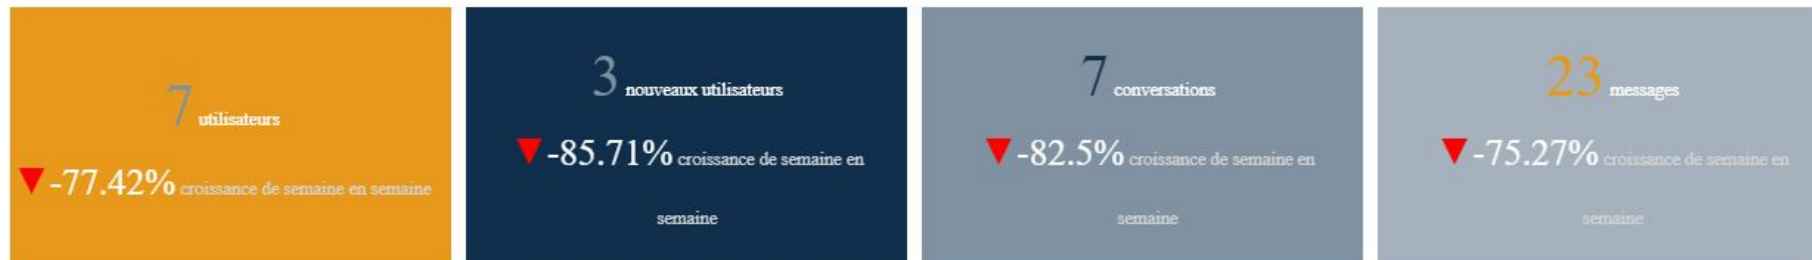 7 utilisateurs
▼ -77.42% croissance de semaine en semaine
3 nouveaux utilisateurs
▼ -85.71% croissance de semaine en
semaine
7 conversations
▼ -82.5% croissance de semaine en
semaine
23 messages
▼ -75.27% croissance de semaine en
semaine